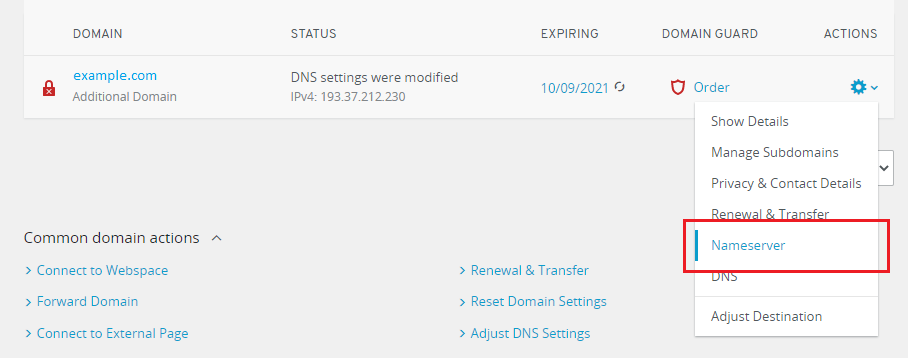 DOMAIN STATUS EXPIRING DOMAIN GUARD ACTIONS
example.com
Additional Domain
DNS settings were modified
IPv4: 193.37.212.230
10/09/2021
Order
Show Details
Manage Subdomains
Privacy & Contact Details
Renewal & Transfer
Nameserver
DNS
Adjust Destination
Common domain actions
Connect to Webspace
Forward Domain
Connect to External Page
Renewal & Transfer
Reset Domain Settings
Adjust DNS Settings